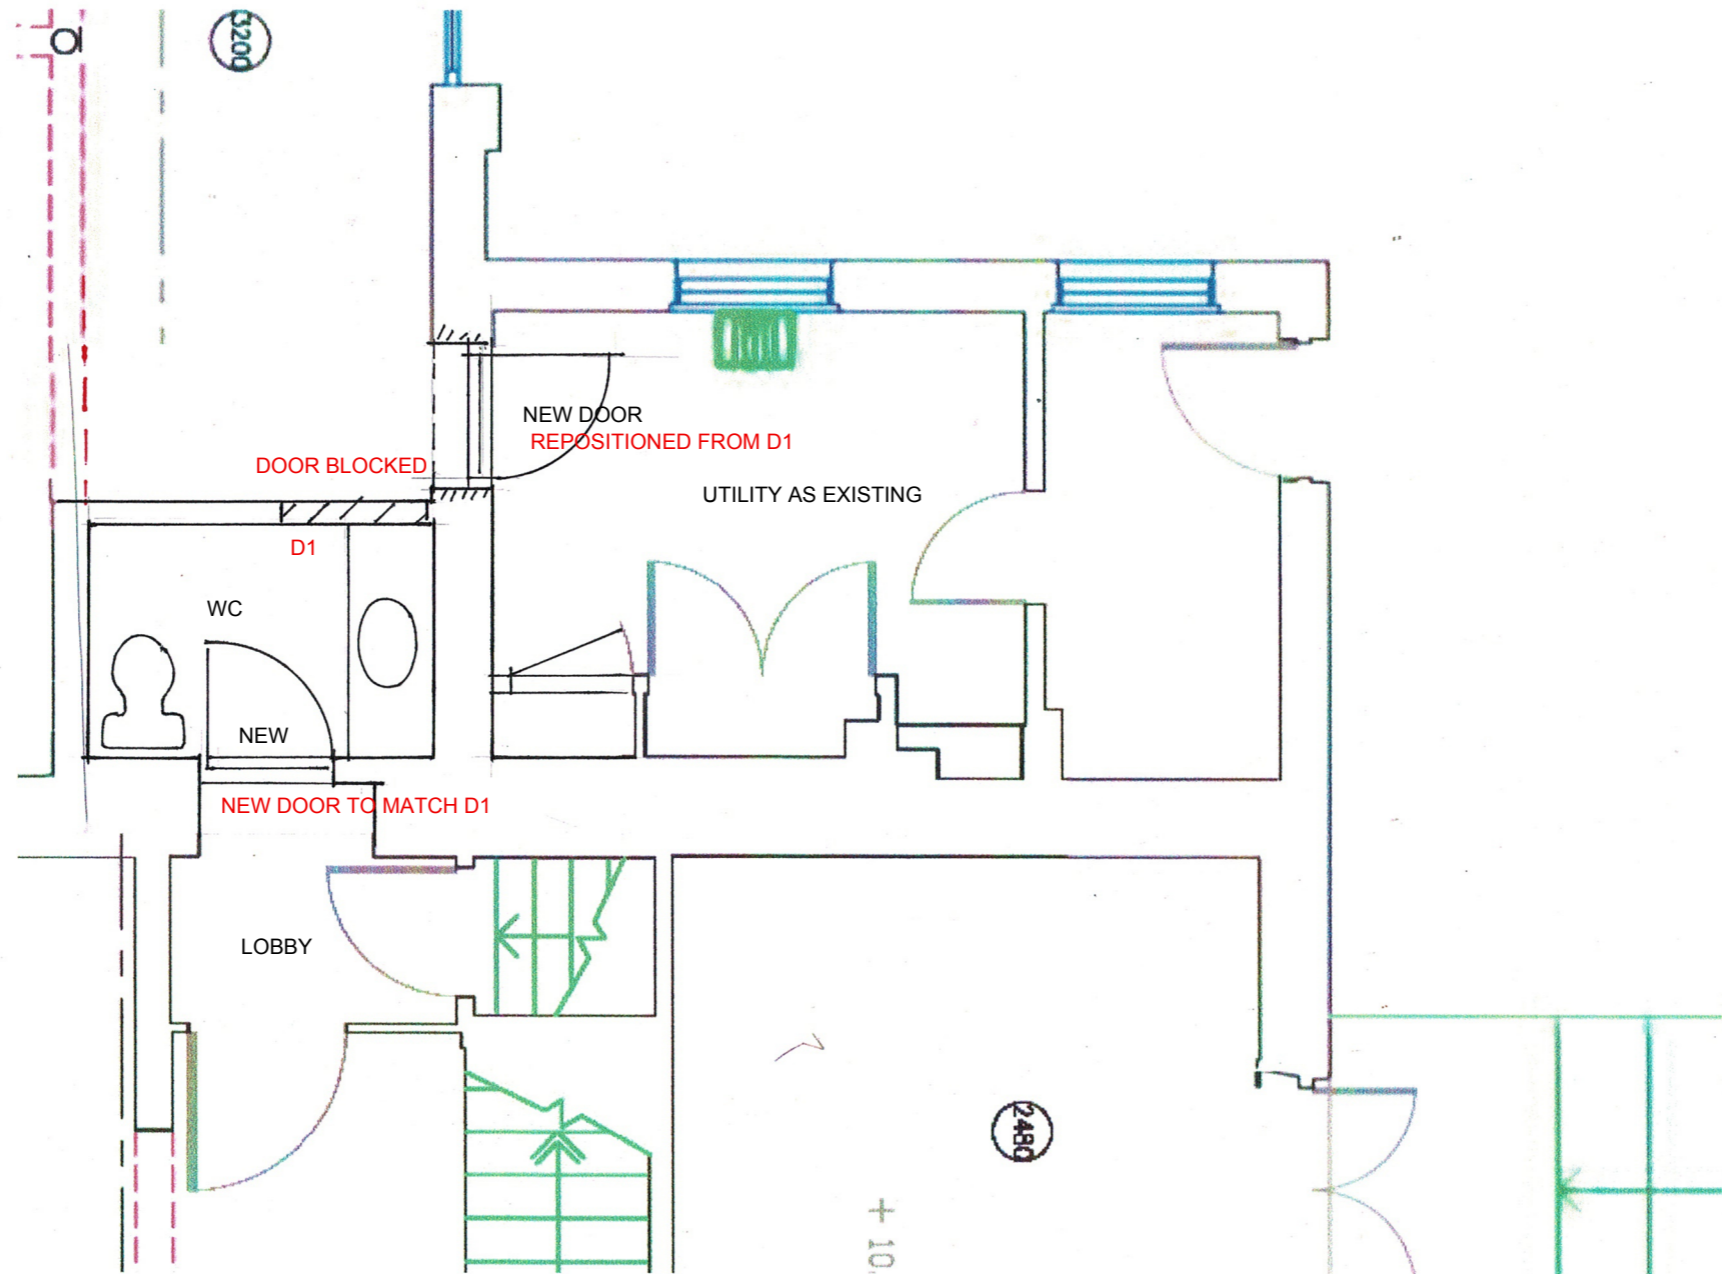 3200
NEW DOOR
REPOSITIONED FROM D1
DOOR BLOCKED
UTILITY AS EXISTING
D1
WC
NEW
NEW DOOR TO MATCH D1
LOBBY
2480
+ 10.